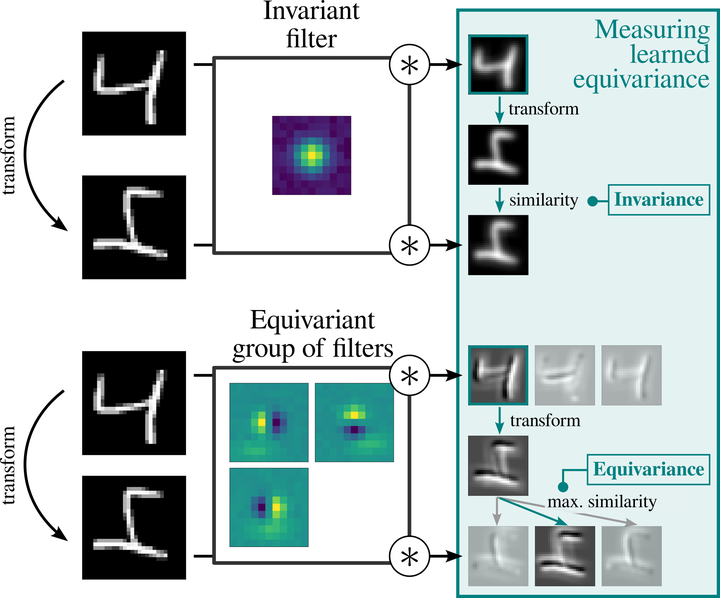 Invariant
filter
Measuring
learned
equivariance
transform
transform
similarity
Invariance
Equivariant
group of filters
transform
transform
Equivariance
max. similarity